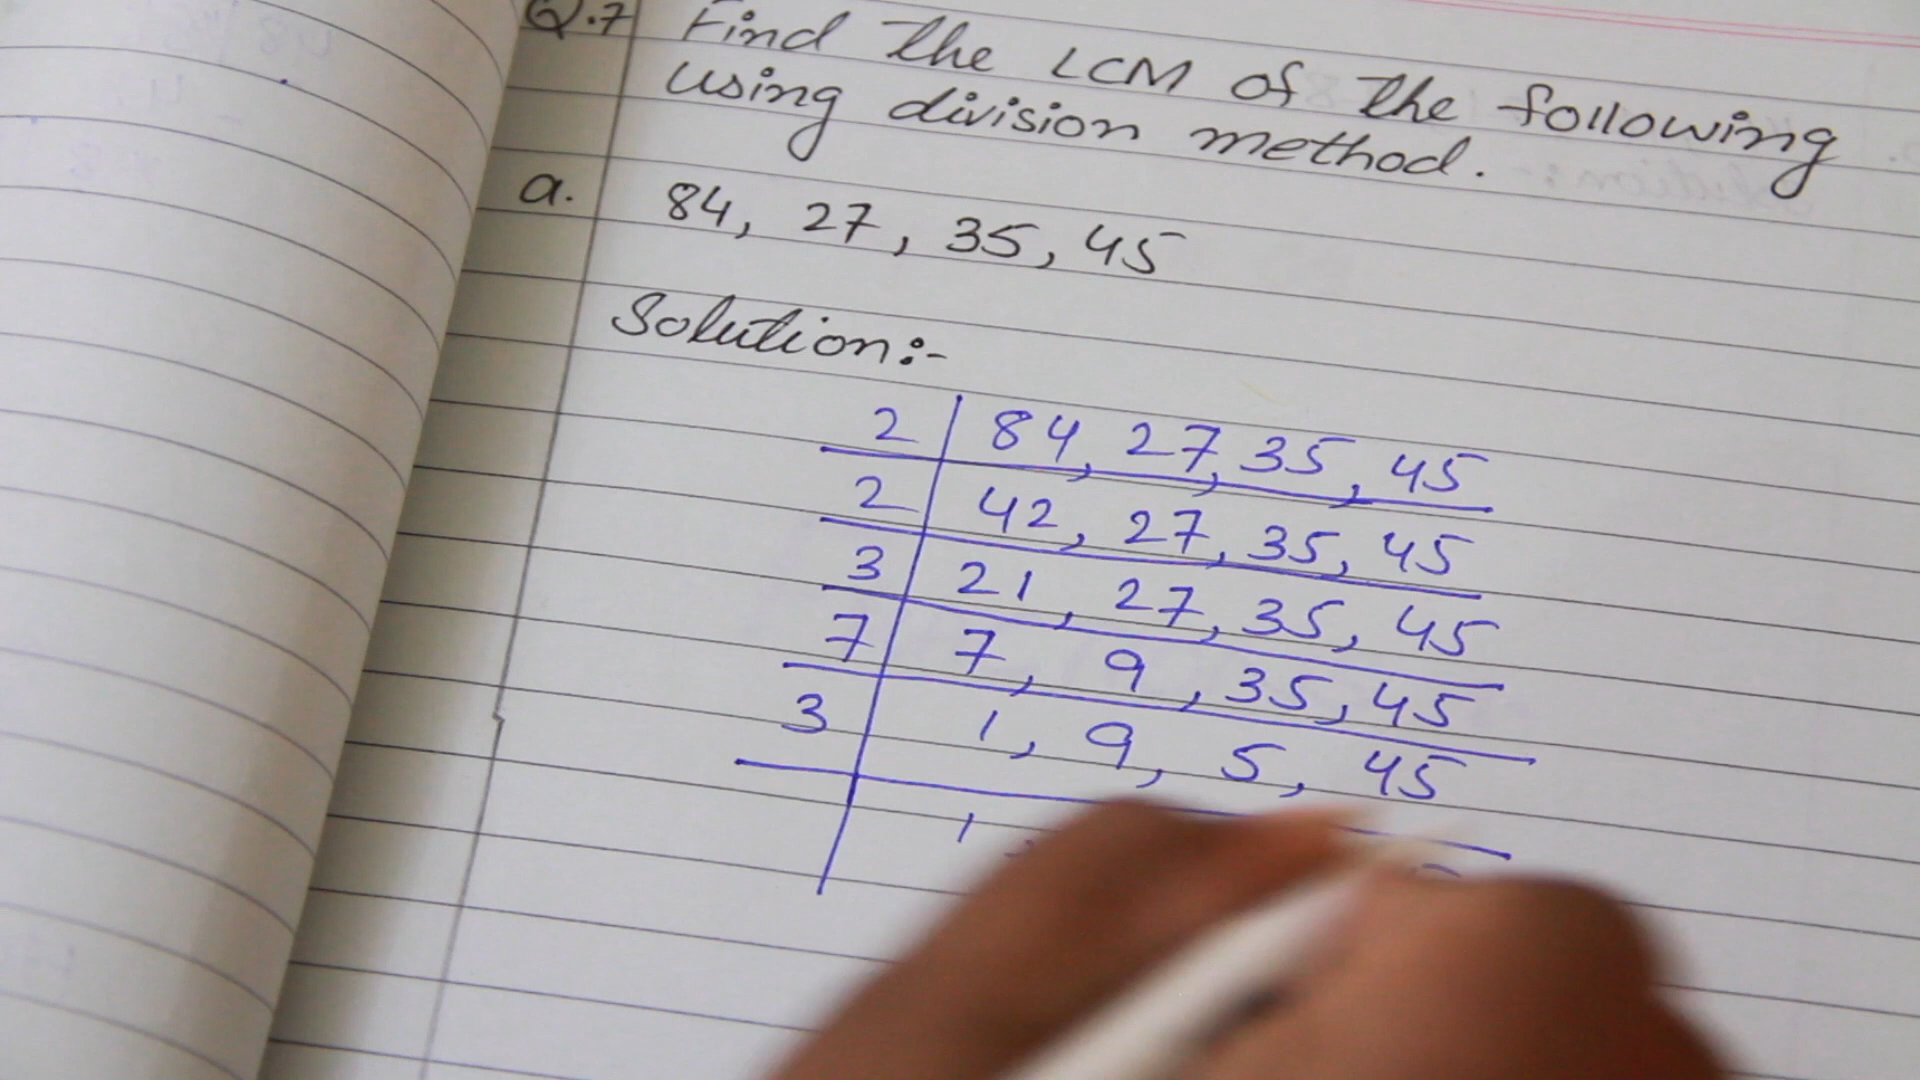 Q.7 Find the LCM of the following
using division method.
a. 84, 27, 35, 45
Solution:-
2 84, 27, 35, 45
2 42, 27, 35, 45
3 21, 27, 35, 45
7 7, 9, 35, 45
3 1, 9, 5, 45
1,